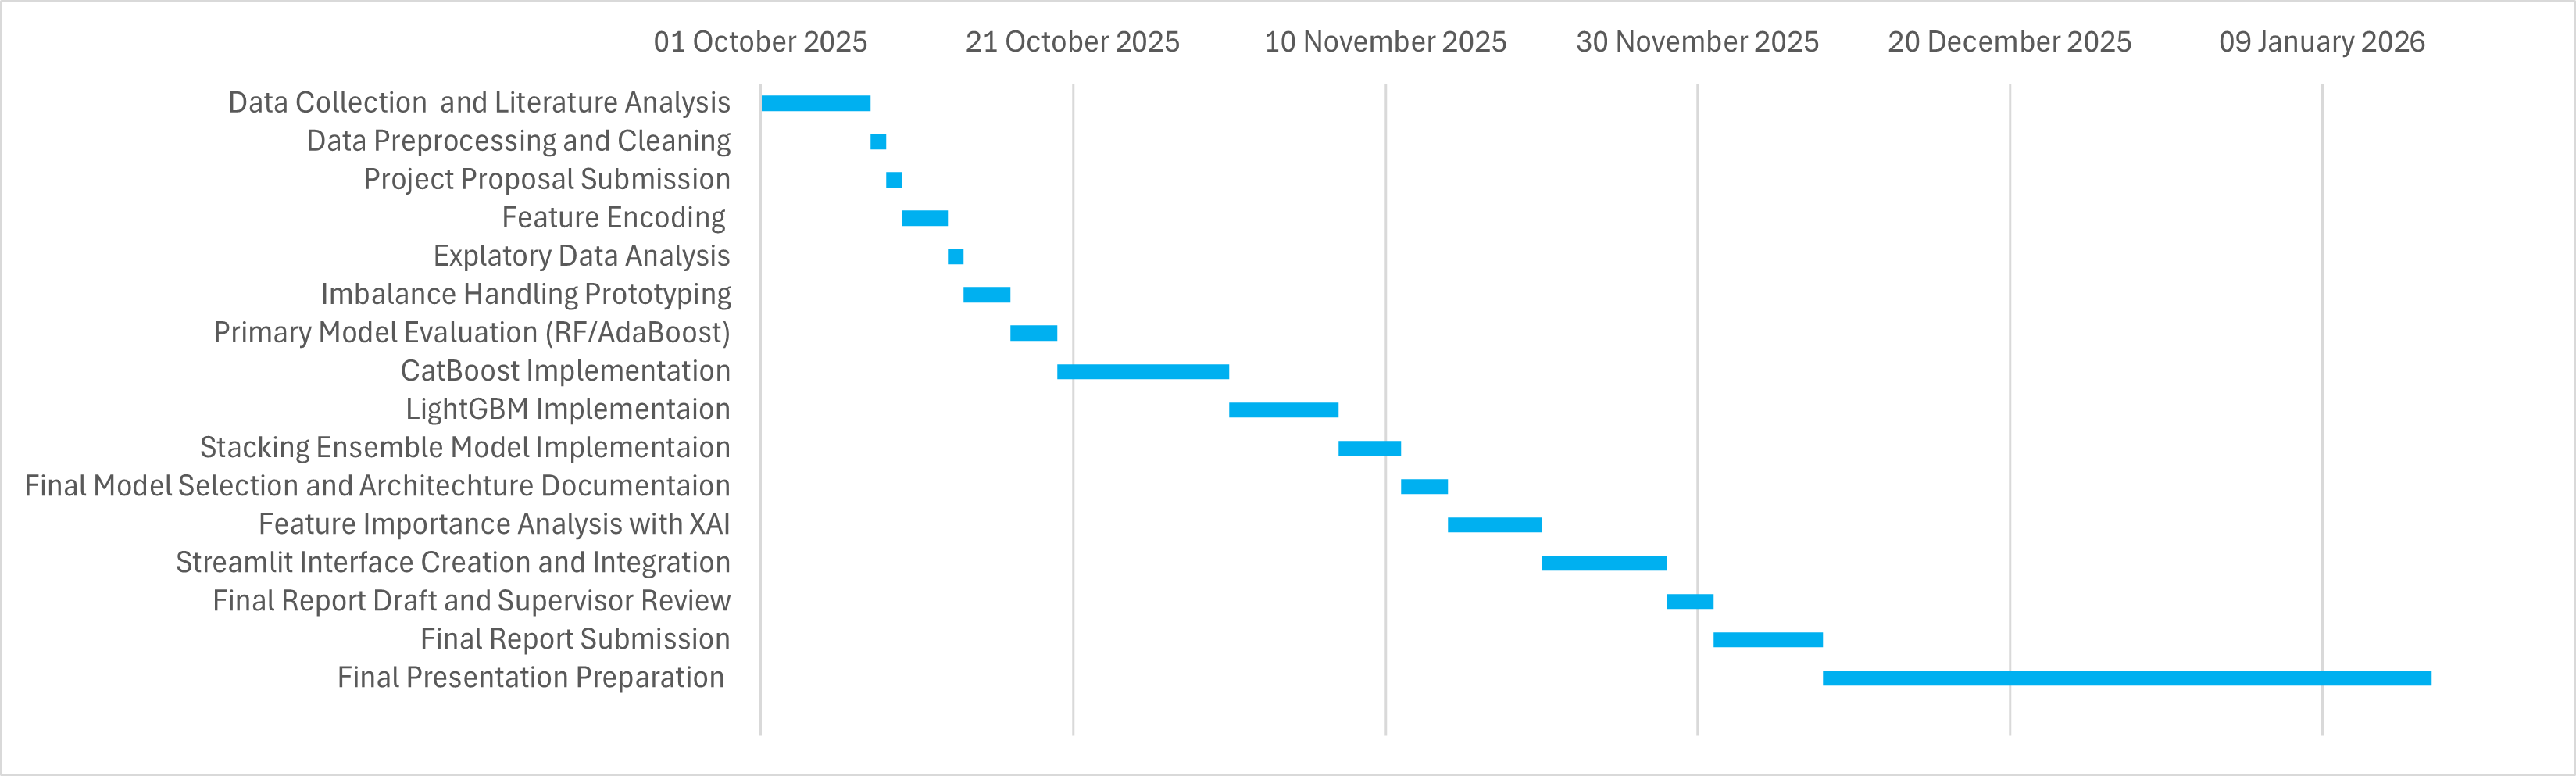 01 October 2025 21 October 2025 10 November 2025 30 November 2025 20 December 2025 09 January 2026
Data Collection  and Literature Analysis
Data Preprocessing and Cleaning
Project Proposal Submission
Feature Encoding
Explatory Data Analysis
Imbalance Handling Prototyping
Primary Model Evaluation (RF/AdaBoost)
CatBoost Implementation
LightGBM Implementaion
Stacking Ensemble Model Implementaion
Final Model Selection and Architechture Documentaion
Feature Importance Analysis with XAI
Streamlit Interface Creation and Integration
Final Report Draft and Supervisor Review
Final Report Submission
Final Presentation Preparation